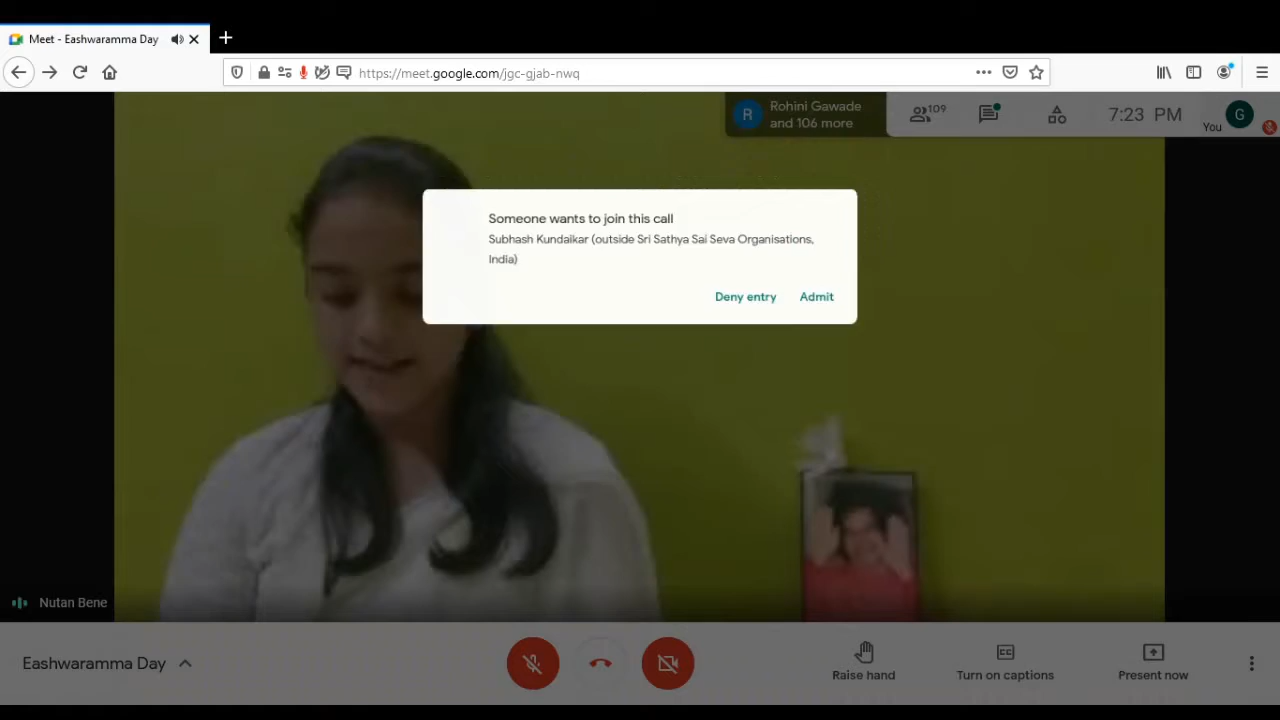 Meet - Eashwaramma Day
https://meet.google.com/jgc-gjab-nwq
Rohini Gawade
and 106 more
R
109
7:23 PM
You
G
Someone wants to join this call
Subhash Kundaikar (outside Sri Sathya Sai Seva Organisations,
India)
Deny entry
Admit
Nutan Bene
Eashwaramma Day
CC
Raise hand
Turn on captions
Present now